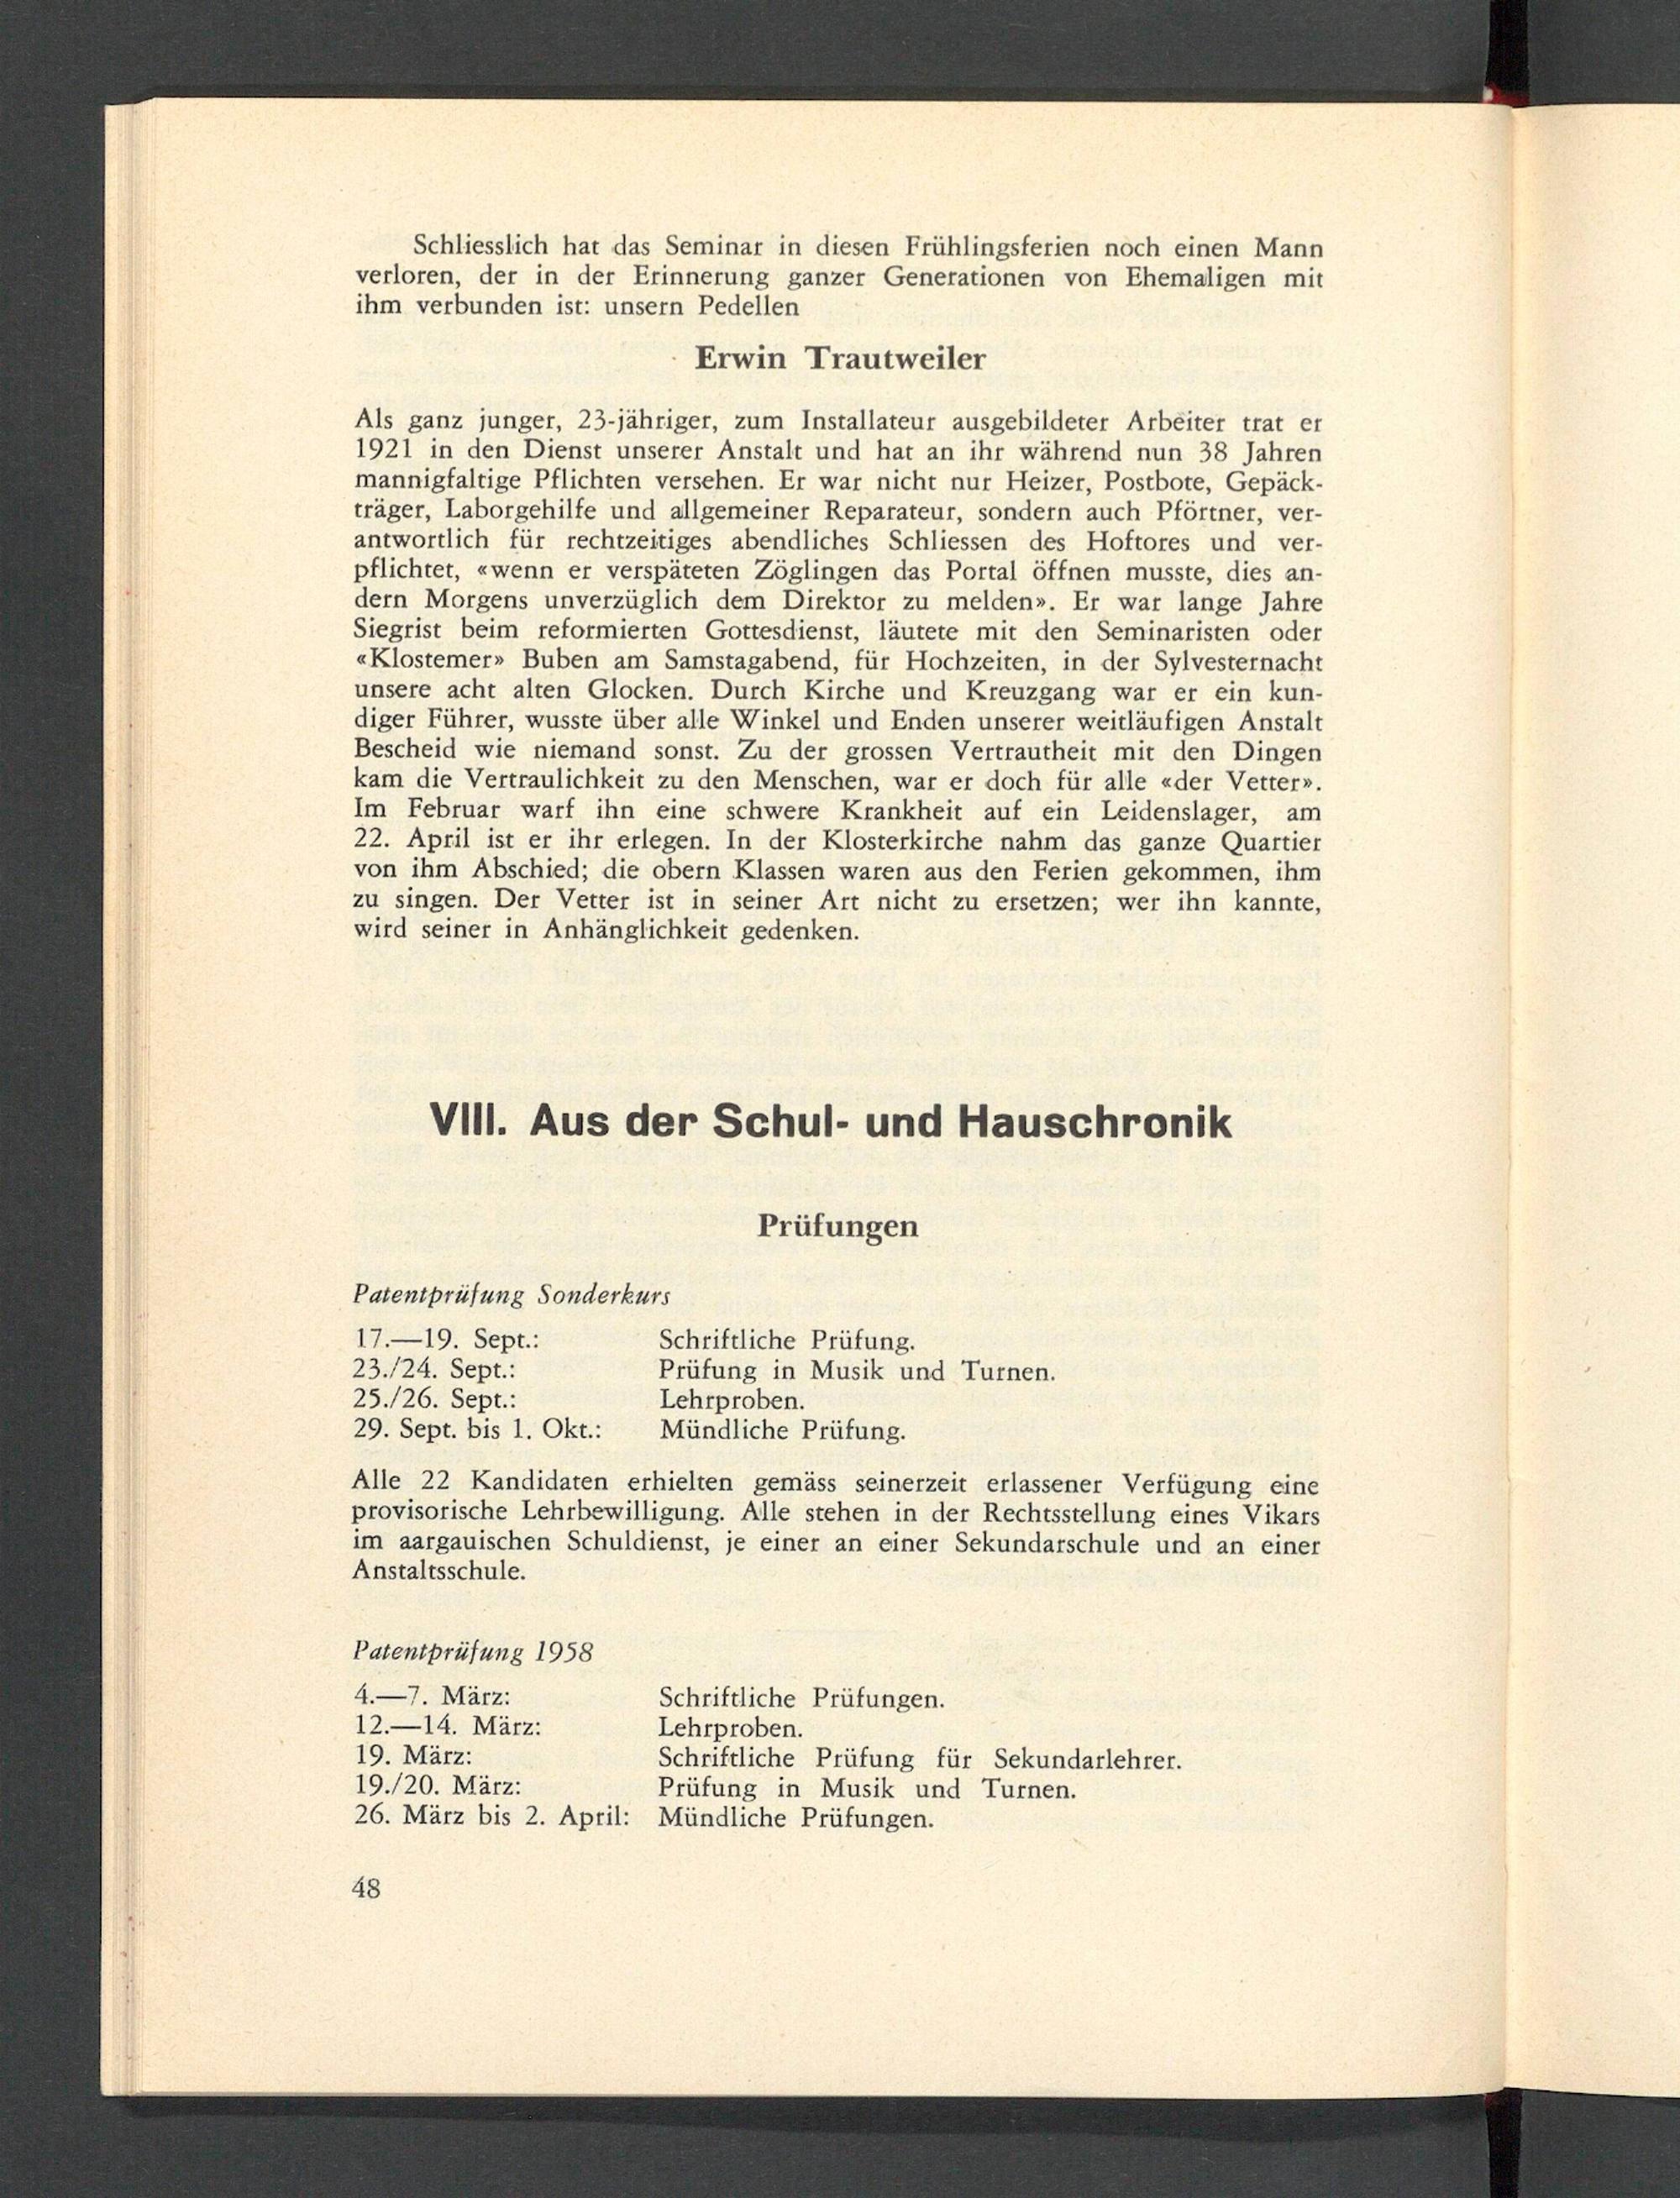 Schliesslich hat das Seminar in diesen Frühlingsferien noch einen Mann
verloren, der in der Erinnerung ganzer Generationen von Ehemaligen mit
ihm verbunden ist: unsern Pedellen
Erwin Trautweiler
Als ganz junger, 23-jähriger, zum Installateur ausgebildeter Arbeiter trat er
1921 in den Dienst unserer Anstalt und hat an ihr während nun 38 Jahren
mannigfaltige Pflichten versehen. Er war nicht nur Heizer, Postbote, Gepäck-
träger, Laborgehilfe und allgemeiner Reparateur, sondern auch Pförtner, ver-
antwortlich für rechtzeitiges abendliches Schliessen des Hoftores und ver-
pflichtet, «wenn er verspäteten Zöglingen das Portal öffnen musste, dies an-
dern Morgens unverzüglich dem Direktor zu melden». Er war lange Jahre
Siegrist beim reformierten Gottesdienst, läutete mit den Seminaristen oder
«Klostemer» Buben am Samstagabend, für Hochzeiten, in der Sylvesternacht
unsere acht alten Glocken. Durch Kirche und Kreuzgang war er ein kun-
diger Führer, wusste über alle Winkel und Enden unserer weitläufigen Anstalt
Bescheid wie niemand sonst. Zu der grossen Vertrautheit mit den Dingen
kam die Vertraulichkeit zu den Menschen, war er doch für alle «der Vetter».
Im Februar warf ihn eine schwere Krankheit auf ein Leidenslager, am
22. April ist er ihr erlegen. In der Klosterkirche nahm das ganze Quartier
von ihm Abschied; die obern Klassen waren aus den Ferien gekommen, ihm
zu singen. Der Vetter ist in seiner Art nicht zu ersetzen; wer ihn kannte,
wird seiner in Anhänglichkeit gedenken.
VIII. Aus der Schul- und Hauschronik
Prüfungen
Patentprüfung Sonderkurs
17.—19. Sept.: Schriftliche Prüfung.
23./24. Sept.: Prüfung in Musik und Turnen.
25./26. Sept.: Lehrproben.
29. Sept. bis 1. Okt.: Mündliche Prüfung.
Alle 22 Kandidaten erhielten gemäss seinerzeit erlassener Verfügung eine
provisorische Lehrbewilligung. Alle stehen in der Rechtsstellung eines Vikars
im aargauischen Schuldienst, je einer an einer Sekundarschule und an einer
Anstaltsschule.
Patentprüfung 1958
4.—7. März: Schriftliche Prüfungen.
12.—14. März: Lehrproben.
19. März: Schriftliche Prüfung für Sekundarlehrer.
19./20. März: Prüfung in Musik und Turnen.
26. März bis 2. April: Mündliche Prüfungen.
48